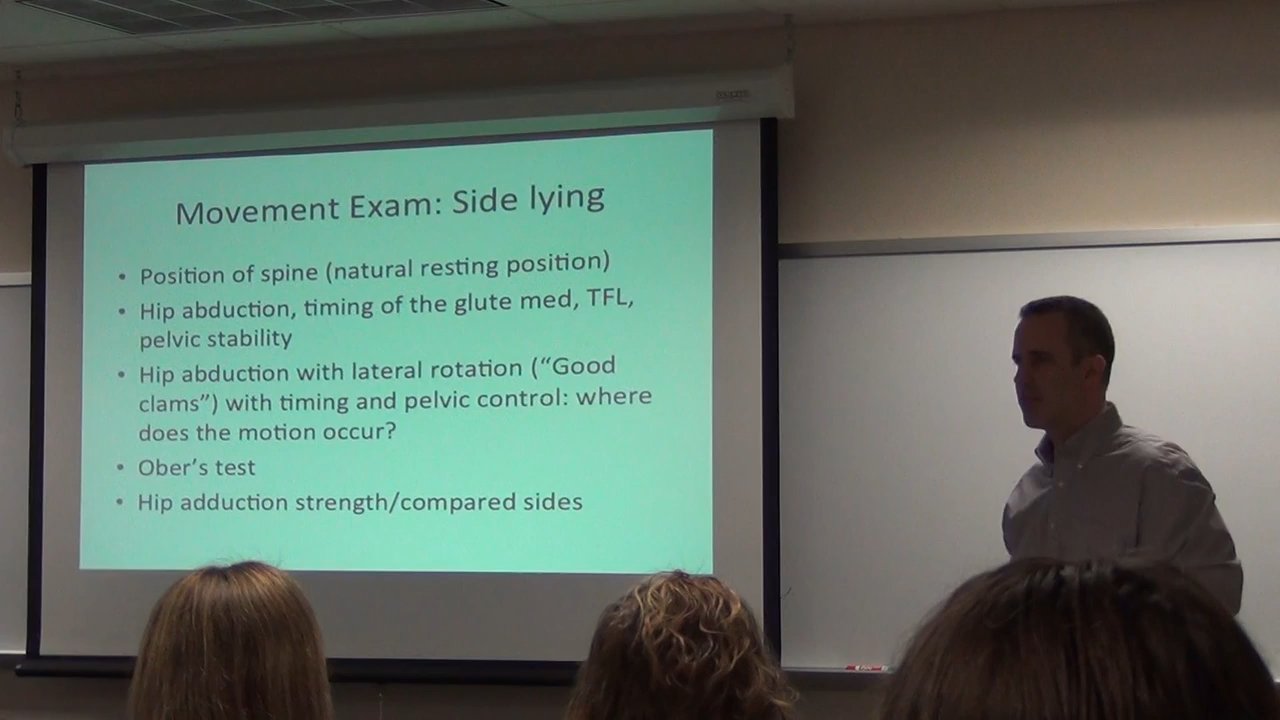 Movement Exam: Side lying
• Position of spine (natural resting position)
• Hip abduction, timing of the glute med, TFL,
pelvic stability
• Hip abduction with lateral rotation (“Good
clams”) with timing and pelvic control: where
does the motion occur?
• Ober’s test
• Hip adduction strength/compared sides